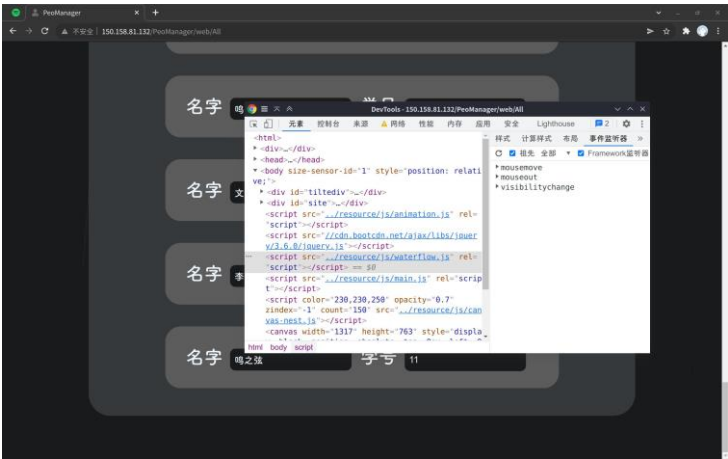 PeoManager
不安全 150.158.81.132/PeoManager/web/All
名字 鸣
DevTools - 150.158.81.132/PeoManager/web/All
元素 控制台 来源 网络 性能 内存 应用 安全 Lighthouse 2
样式 计算样式 布局 事件监听器 »
祖先 全部 Framework监听器
<html>
<div>…</div>
<head>…</head>
<body size-sensor-id="1" style="position: relati
ve;">
<div id="tiltediv">…</div>
<div id="site">…</div>
<script src="../resource/js/animation.js" rel=
"script"></script>
<script src="//cdn.bootcdn.net/ajax/libs/jquer
y/3.6.0/jquery.js"></script>
<script src="../resource/js/waterflow.js" rel=
"script"></script> == $0
<script src="../resource/js/main.js" rel="scrip
t"></script>
<script color="230,230,250" opacity="0.7"
zindex="-1" count="150" src="../resource/js/can
vas-nest.js"></script>
<canvas width="1317" height="763" style="displa
html body script
mousemove
mouseout
visibilitychange
名字 文
名字 李
名字 鸣之弦 学号 11